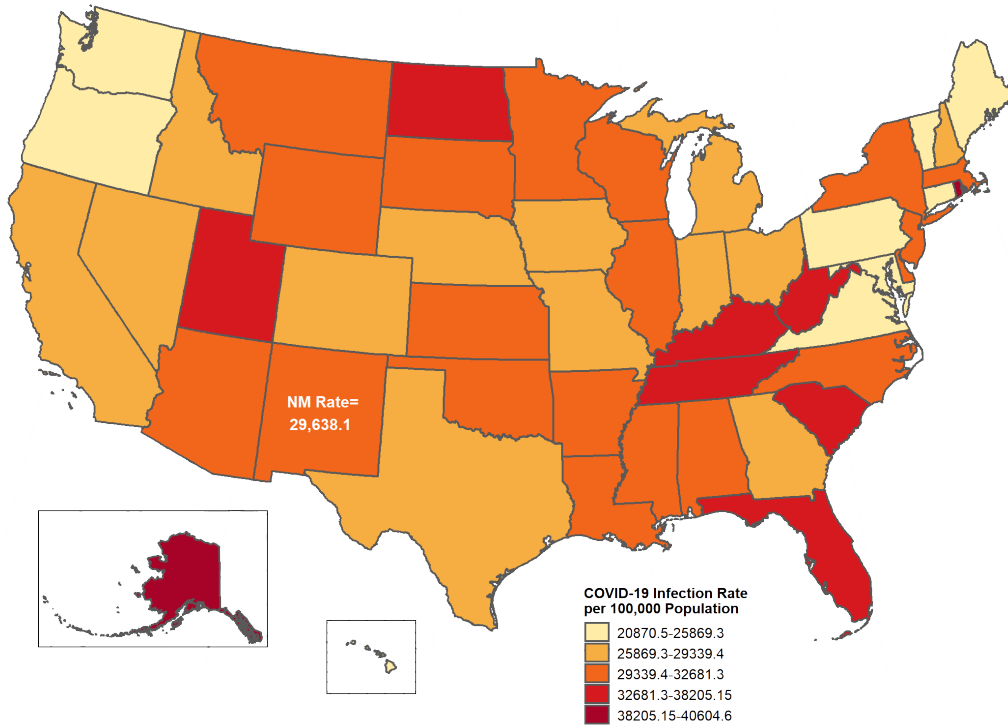 NM Rate=
29,638.1
COVID-19 Infection Rate
per 100,000 Population
20870.5-25869.3
25869.3-29339.4
29339.4-32681.3
32681.3-38205.15
38205.15-40604.6